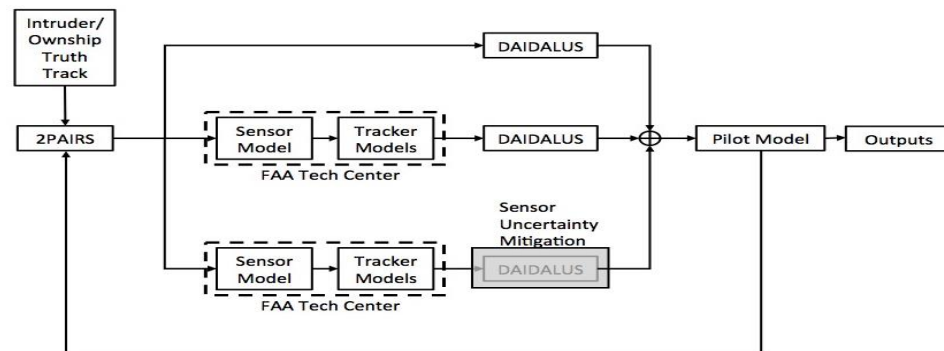 Intruder/
Ownship
Truth
Track
DAIDALUS
2PAIRS
Sensor
Model
Tracker
Models
DAIDALUS
Pilot Model
Outputs
FAA Tech Center
Sensor
Uncertainty
Mitigation
Sensor
Model
Tracker
Models
DAIDALUS
FAA Tech Center